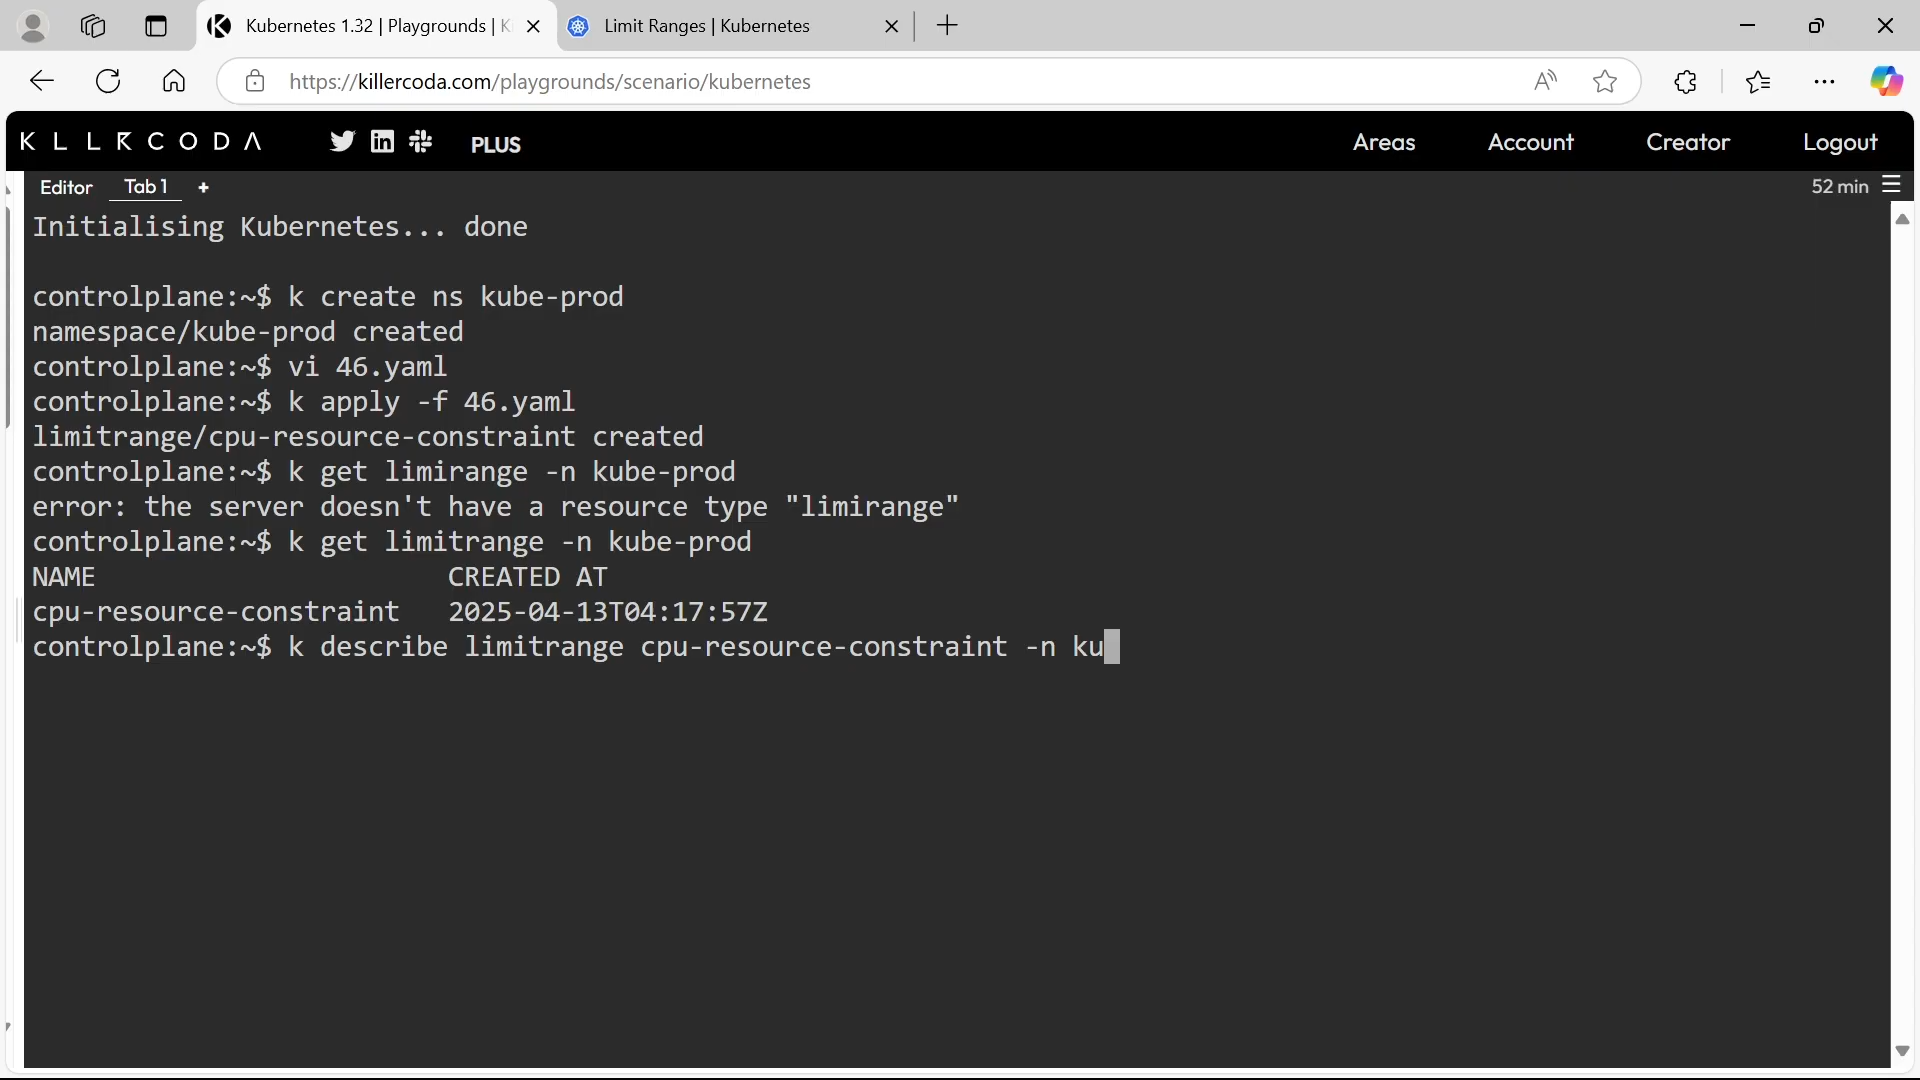 Kubernetes 1.32 | Playgrounds | Ki
Limit Ranges | Kubernetes
https://killercoda.com/playgrounds/scenario/kubernetes
KLLRCODA
PLUS
Areas
Account
Creator
Logout
Editor
Tab 1
+
52 min
Initialising Kubernetes... done
controlplane:~$ k create ns kube-prod
namespace/kube-prod created
controlplane:~$ vi 46.yaml
controlplane:~$ k apply -f 46.yaml
limitrange/cpu-resource-constraint created
controlplane:~$ k get limirange -n kube-prod
error: the server doesn't have a resource type "limirange"
controlplane:~$ k get limitrange -n kube-prod
NAME CREATED AT
cpu-resource-constraint 2025-04-13T04:17:57Z
controlplane:~$ k describe limitrange cpu-resource-constraint -n ku